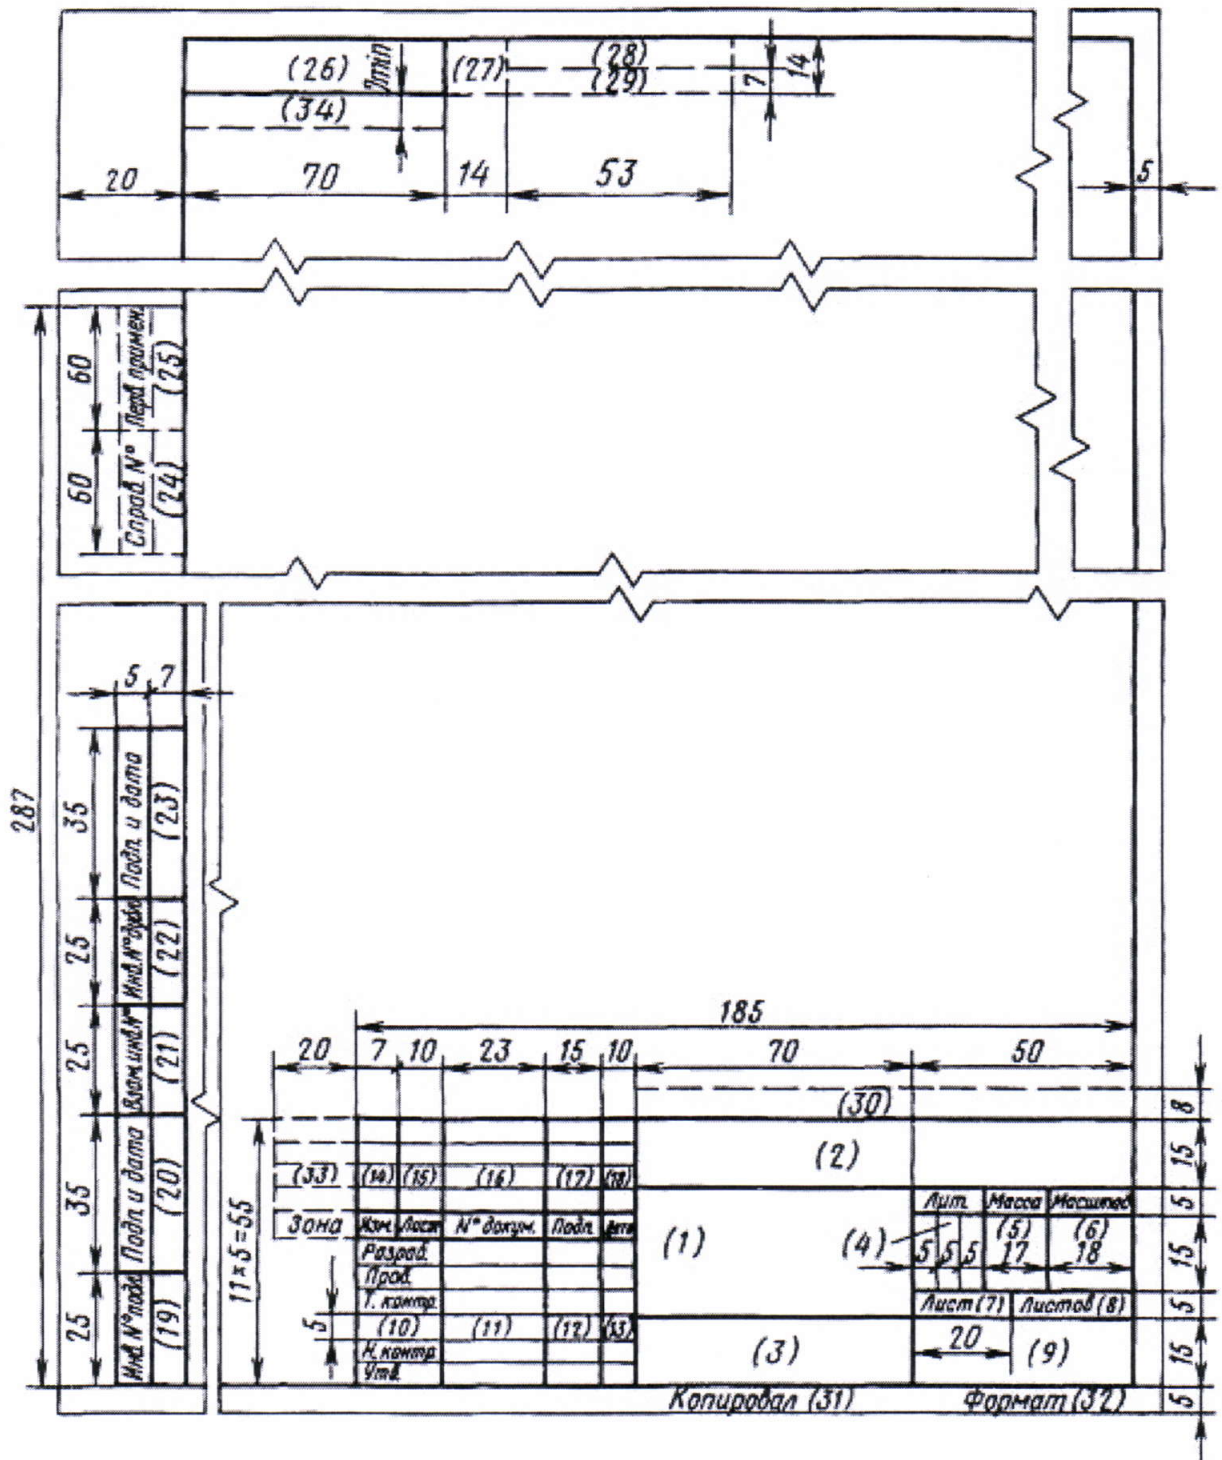 (26) 7min (27) (28) 7 14
(29)
(34)
20 70 14 53 5
60 Перв. примен. (25)
60 Справ. № (24)
287
5 7
35 Подп. и дата (23)
25 Инв.№ дубл. (22)
25 Взам.инв.№ (21)
35 Подп. и дата (20)
25 Инв.№ подл. (19)
185
20 7 10 23 15 10 70 50
(30) 8
(2) 15
(33) (14) (15) (16) (17) (18)
Лит. Масса Масштаб 5
Зона Изм. Лист № докум. Подп. Дата
(1) (4) (5) (6)
5 5 5 17 18 15
11×5=55
Разраб.
Пров.
Т. контр.
Лист (7) Листов (8) 5
5 (10) (11) (12) (13)
Н. контр.
Утв.
(3) 20 (9) 15
Копировал (31) Формат (32) 5